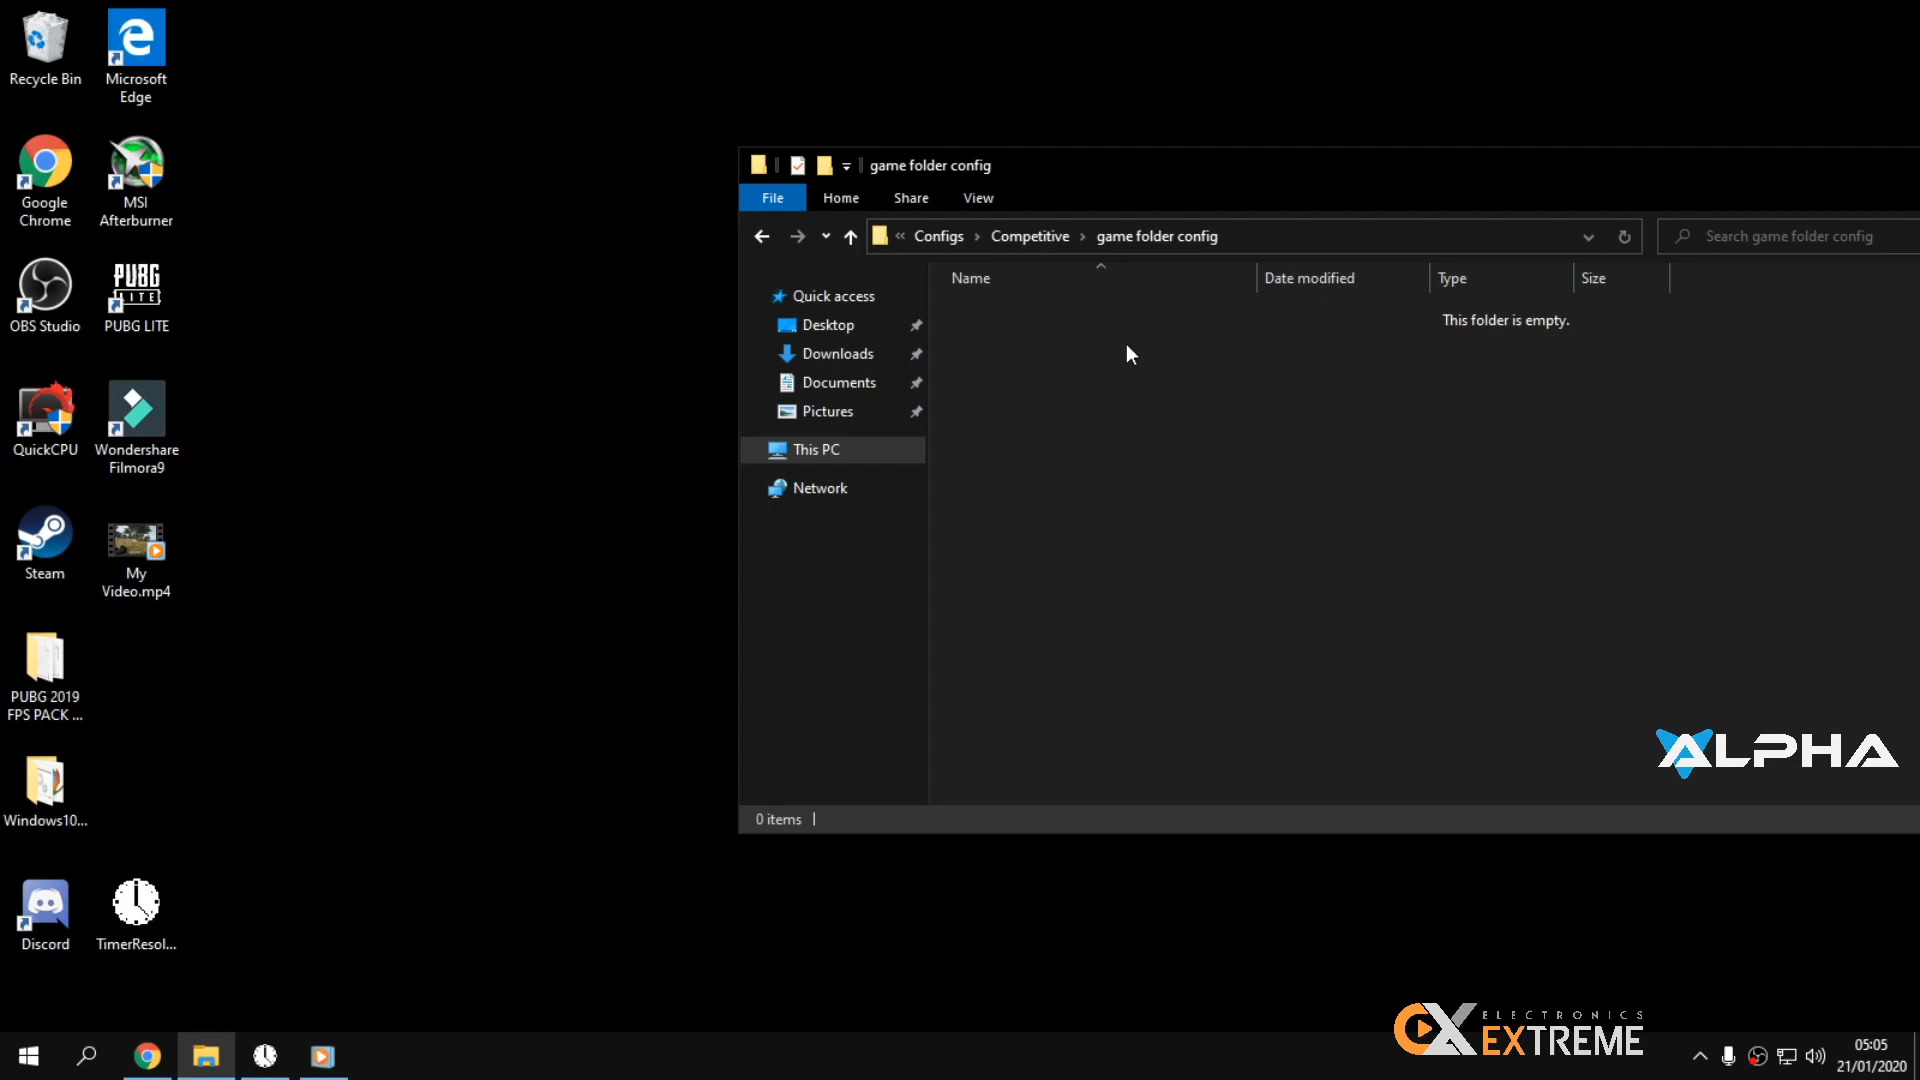 Recycle Bin
Microsoft
Edge
Google
Chrome
MSI
Afterburner
OBS Studio
PUBG
LITE
PUBG LITE
QuickCPU
Wondershare
Filmora9
Steam
My
Video.mp4
PUBG 2019
FPS PACK ...
Windows10...
Discord
TimerResol...
game folder config
File
Home
Share
View
« Configs › Competitive › game folder config
Search game folder config
Name
Date modified
Type
Size
Quick access
Desktop
Downloads
Documents
Pictures
This PC
Network
This folder is empty.
0 items
ALPHA
ELECTRONICS
EXTREME
05:05
21/01/2020